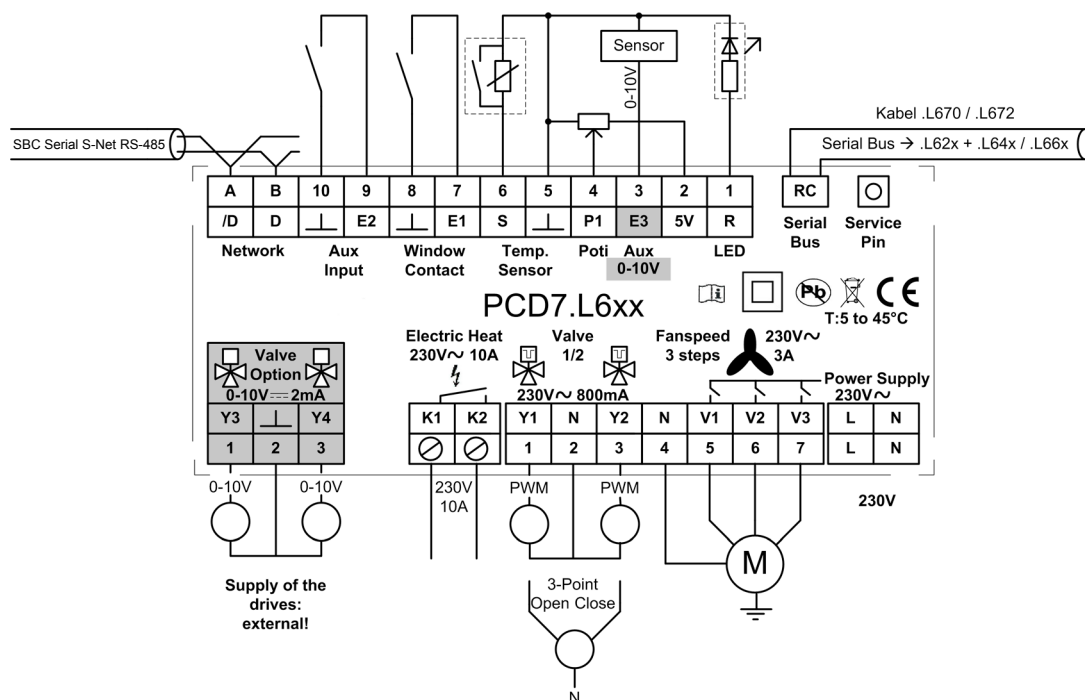 Sensor
0-10V
Kabel .L670 / .L672
SBC Serial S-Net RS-485
Serial Bus → .L62x + .L64x / .L66x
A B 10 9 8 7 6 5 4 3 2 1 RC
/D D ⊥ E2 ⊥ E1 S ⊥ P1 E3 5V R
Network
Aux
Input
Window
Contact
Temp.
Sensor
Poti
Aux
0-10V
LED
Serial
Bus
Service
Pin
PCD7.L6xx
i
Pb
CE
T:5 to 45°C
Valve
Option
0-10V⎓2mA
Electric Heat
230V~ 10A
Valve
1/2
230V~ 800mA
Fanspeed
3 steps
230V~
3A
Power Supply
230V~
Y3 ⊥ Y4 K1 K2 Y1 N Y2 N V1 V2 V3 L N
1 2 3 1 2 3 4 5 6 7 L N
0-10V 0-10V
230V
10A
PWM PWM
230V
M
Supply of the
drives:
external!
3-Point
Open Close
N